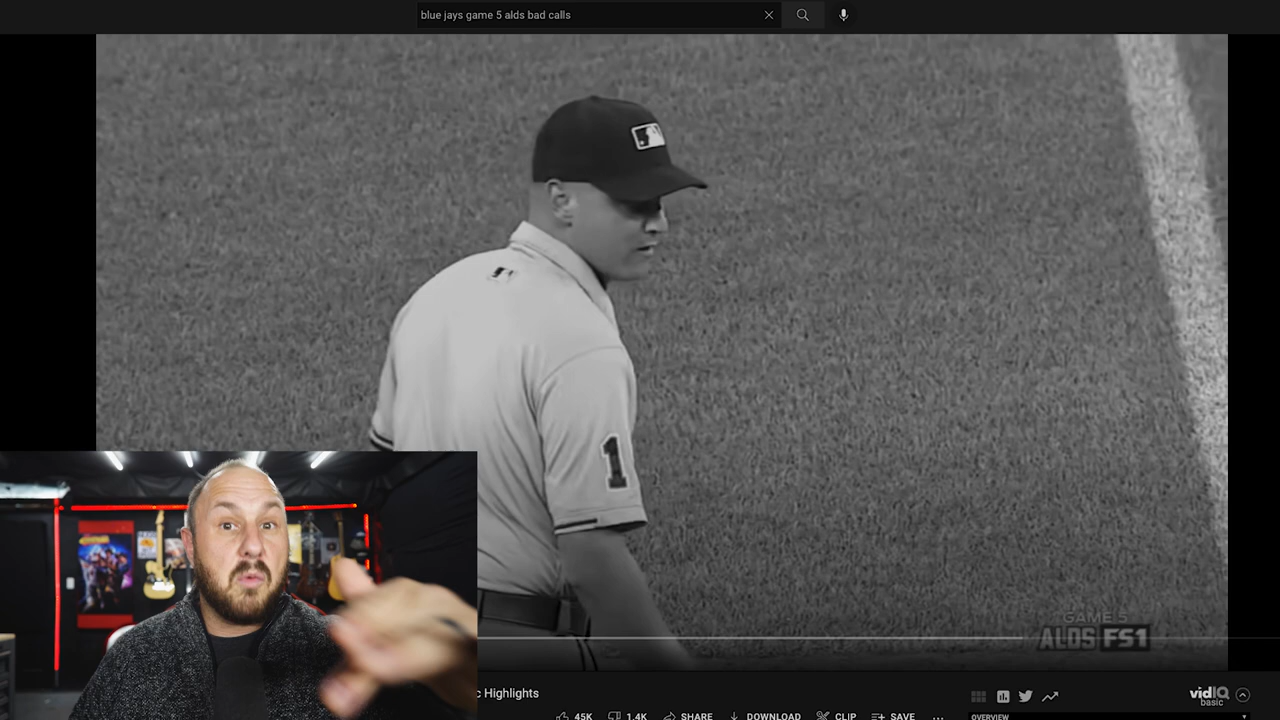 blue jays game 5 alds bad calls
1
GAME 5
ALDS FS1
c Highlights
45K 1.4K SHARE DOWNLOAD CLIP SAVE ...
vidIQ
basic
OVERVIEW